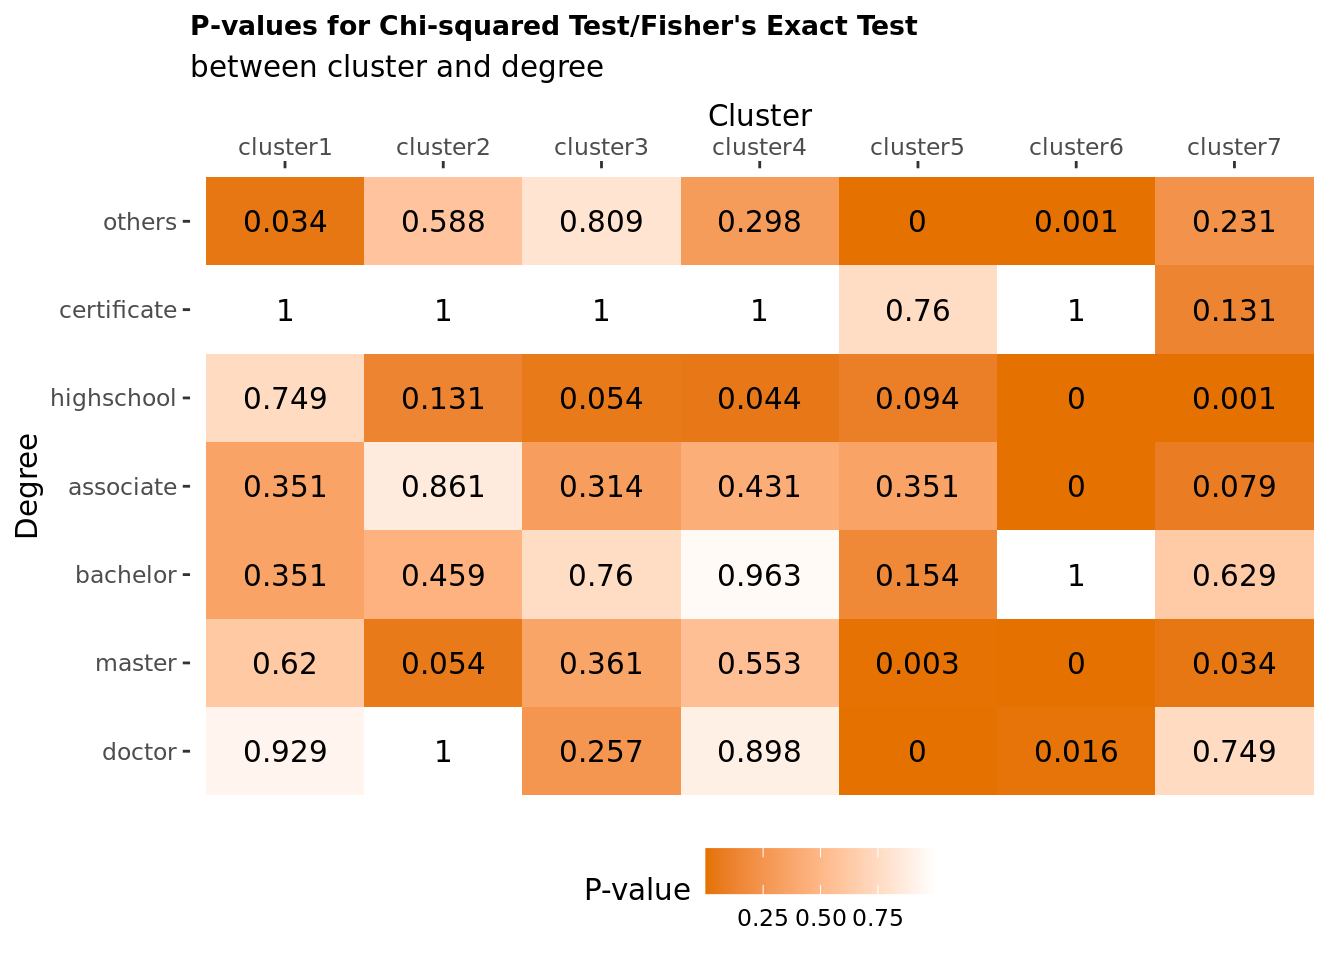 P-values for Chi-squared Test/Fisher's Exact Test
between cluster and degree
Cluster
cluster1 cluster2 cluster3 cluster4 cluster5 cluster6 cluster7
others 0.034 0.588 0.809 0.298 0 0.001 0.231
certificate 1 1 1 1 0.76 1 0.131
highschool 0.749 0.131 0.054 0.044 0.094 0 0.001
associate 0.351 0.861 0.314 0.431 0.351 0 0.079
bachelor 0.351 0.459 0.76 0.963 0.154 1 0.629
master 0.62 0.054 0.361 0.553 0.003 0 0.034
doctor 0.929 1 0.257 0.898 0 0.016 0.749
Degree
P-value
0.25 0.50 0.75